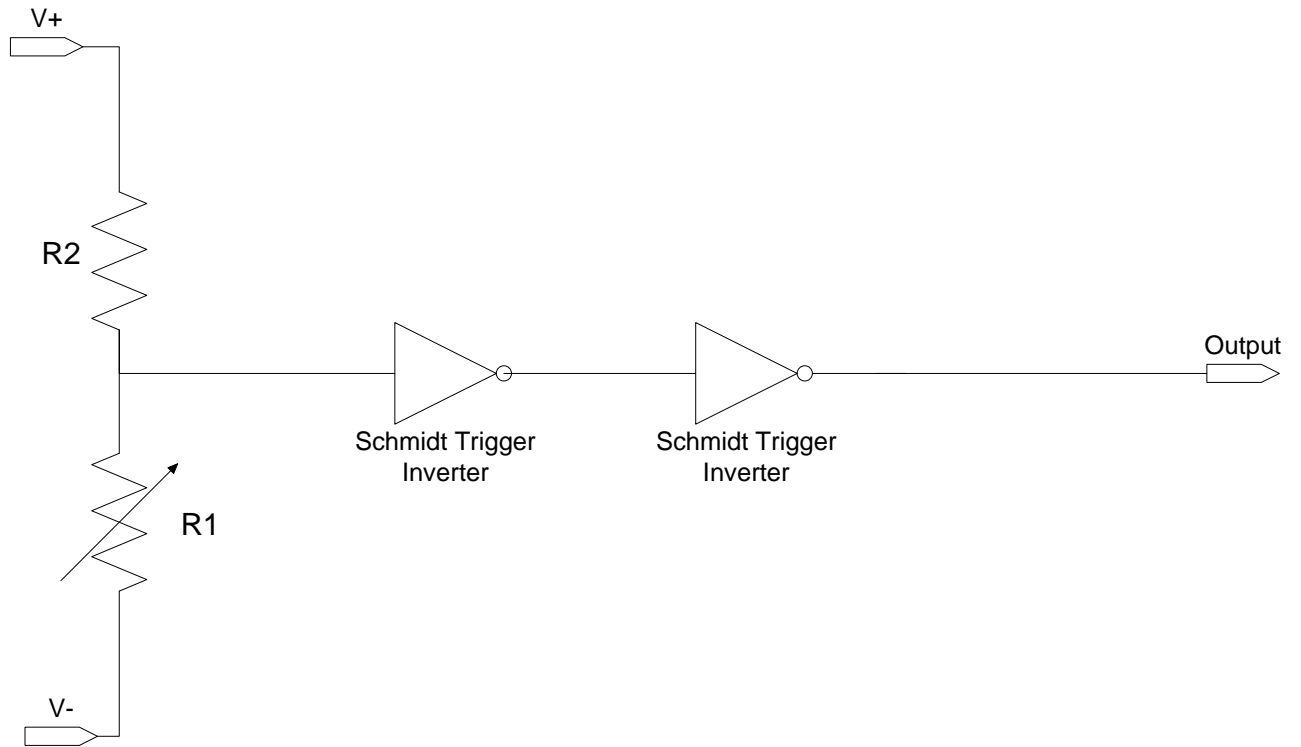 V+
R2
Output
Schmidt Trigger
Inverter
Schmidt Trigger
Inverter
R1
V-